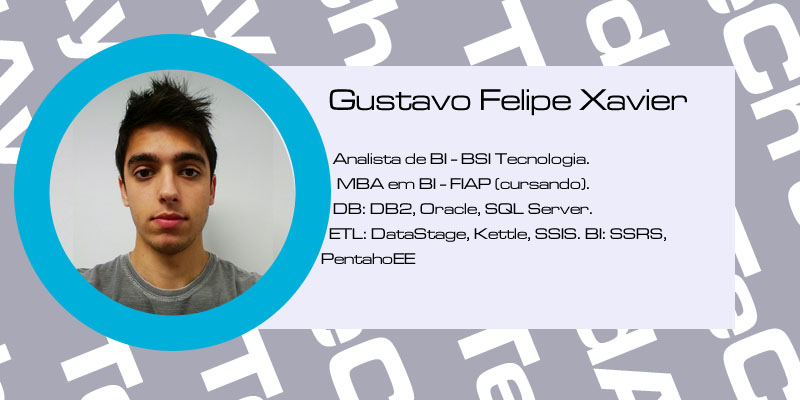 Gustavo Felipe Xavier
Analista de BI - BSI Tecnologia.
MBA em BI - FIAP (cursando).
DB: DB2, Oracle, SQL Server.
ETL: DataStage, Kettle, SSIS. BI: SSRS,
PentahoEE